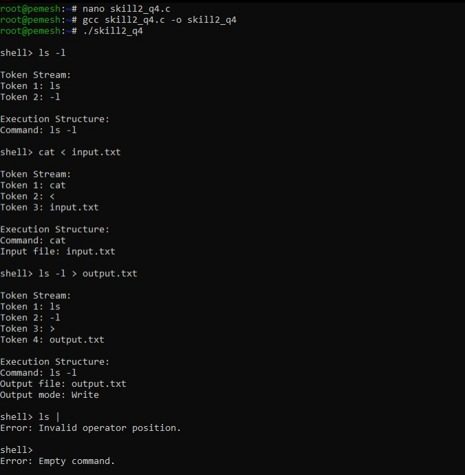 root@pemesh:~# nano skill2_q4.c
root@pemesh:~# gcc skill2_q4.c -o skill2_q4
root@pemesh:~# ./skill2_q4
shell> ls -l
Token Stream:
Token 1: ls
Token 2: -l
Execution Structure:
Command: ls -l
shell> cat < input.txt
Token Stream:
Token 1: cat
Token 2: <
Token 3: input.txt
Execution Structure:
Command: cat
Input file: input.txt
shell> ls -l > output.txt
Token Stream:
Token 1: ls
Token 2: -l
Token 3: >
Token 4: output.txt
Execution Structure:
Command: ls -l
Output file: output.txt
Output mode: Write
shell> ls |
Error: Invalid operator position.
shell>
Error: Empty command.